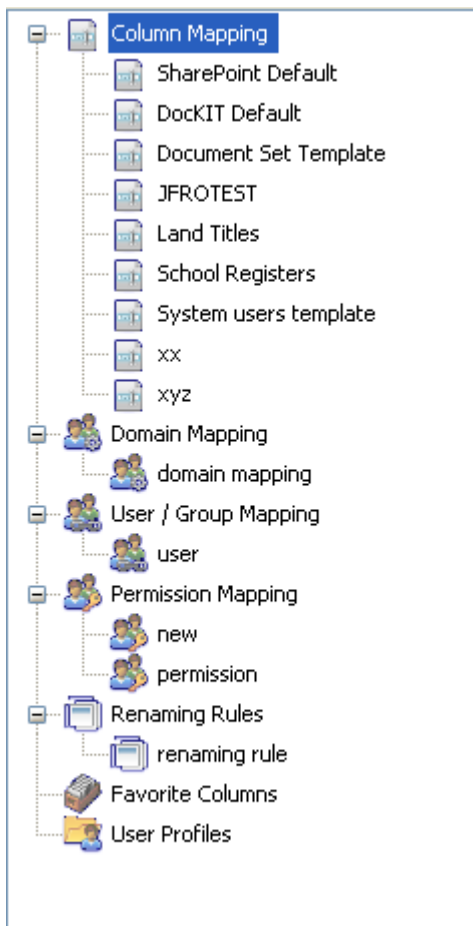 Column Mapping
SharePoint Default
DocKIT Default
Document Set Template
JFROTEST
Land Titles
School Registers
System users template
xx
xyz
Domain Mapping
domain mapping
User / Group Mapping
user
Permission Mapping
new
permission
Renaming Rules
renaming rule
Favorite Columns
User Profiles